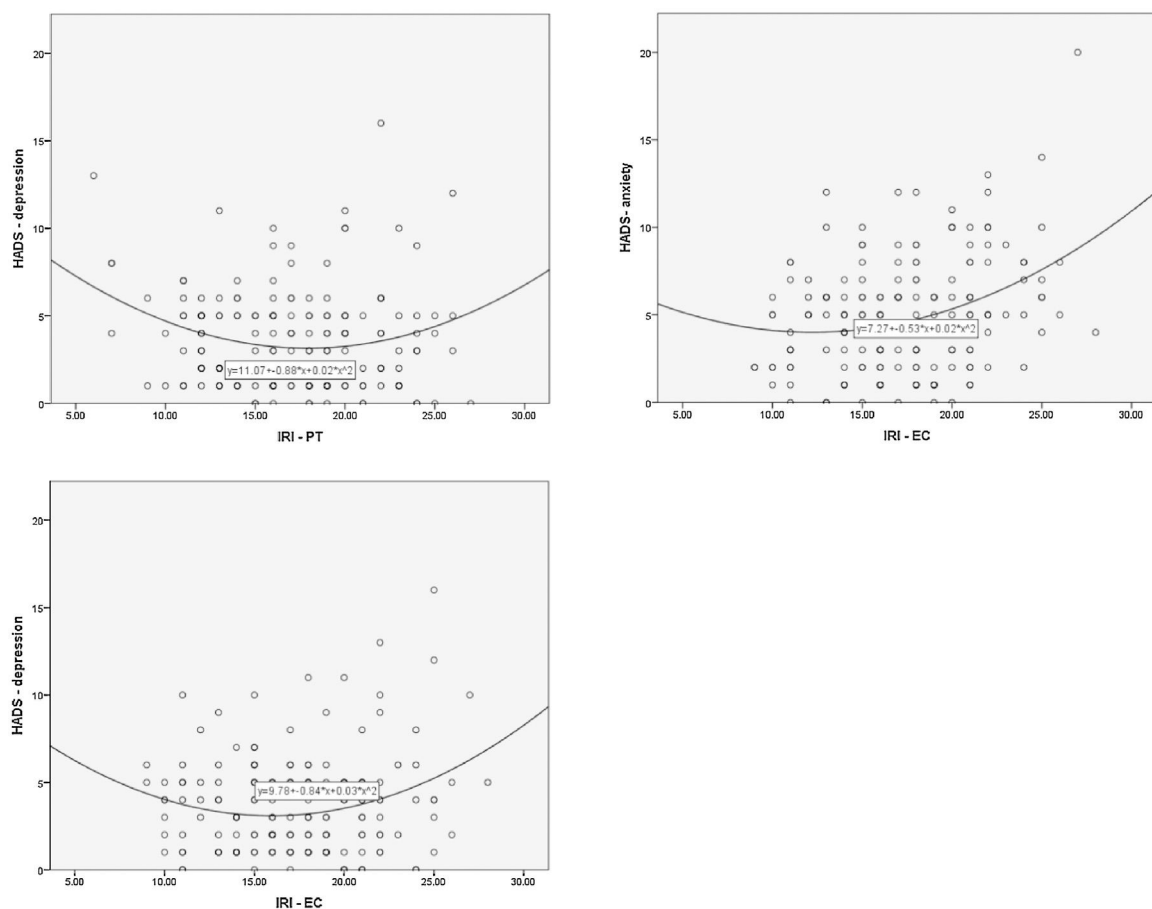 HADS - depression
20
15
10
5
0
y=11.07+-0.88*x+0.02*x^2
5.00 10.00 15.00 20.00 25.00 30.00
IRI - PT
HADS- anxiety
20
15
10
5
0
y=7.27+-0.53*x+0.02*x^2
5.00 10.00 15.00 20.00 25.00 30.00
IRI - EC
HADS - depression
20
15
10
5
0
y=9.78+-0.84*x+0.03*x^2
5.00 10.00 15.00 20.00 25.00 30.00
IRI - EC